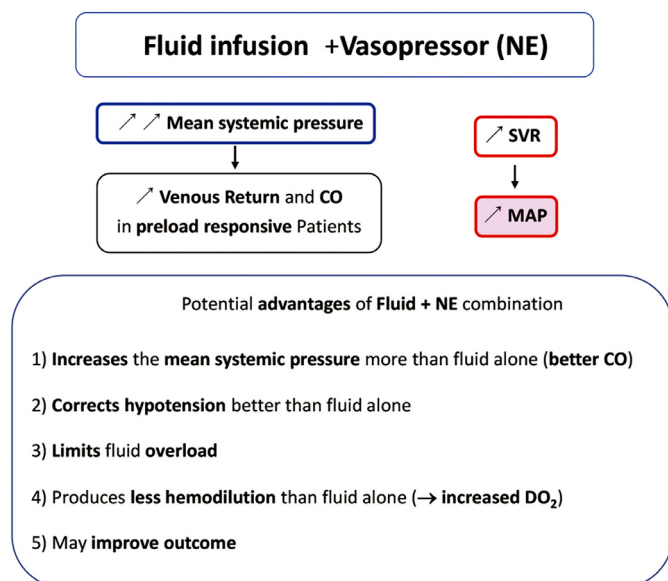 Fluid infusion +Vasopressor (NE)
↗ ↗ Mean systemic pressure
↗ Venous Return and CO
in preload responsive Patients
↗ SVR
↗ MAP
Potential advantages of Fluid + NE combination
1) Increases the mean systemic pressure more than fluid alone (better CO)
2) Corrects hypotension better than fluid alone
3) Limits fluid overload
4) Produces less hemodilution than fluid alone (→ increased DO₂)
5) May improve outcome